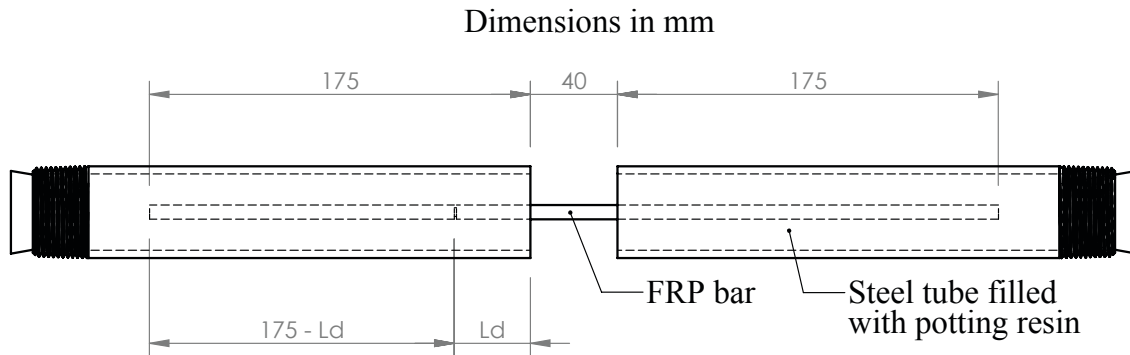 Dimensions in mm
175
40
175
FRP bar
Steel tube filled
with potting resin
175 - Ld
Ld